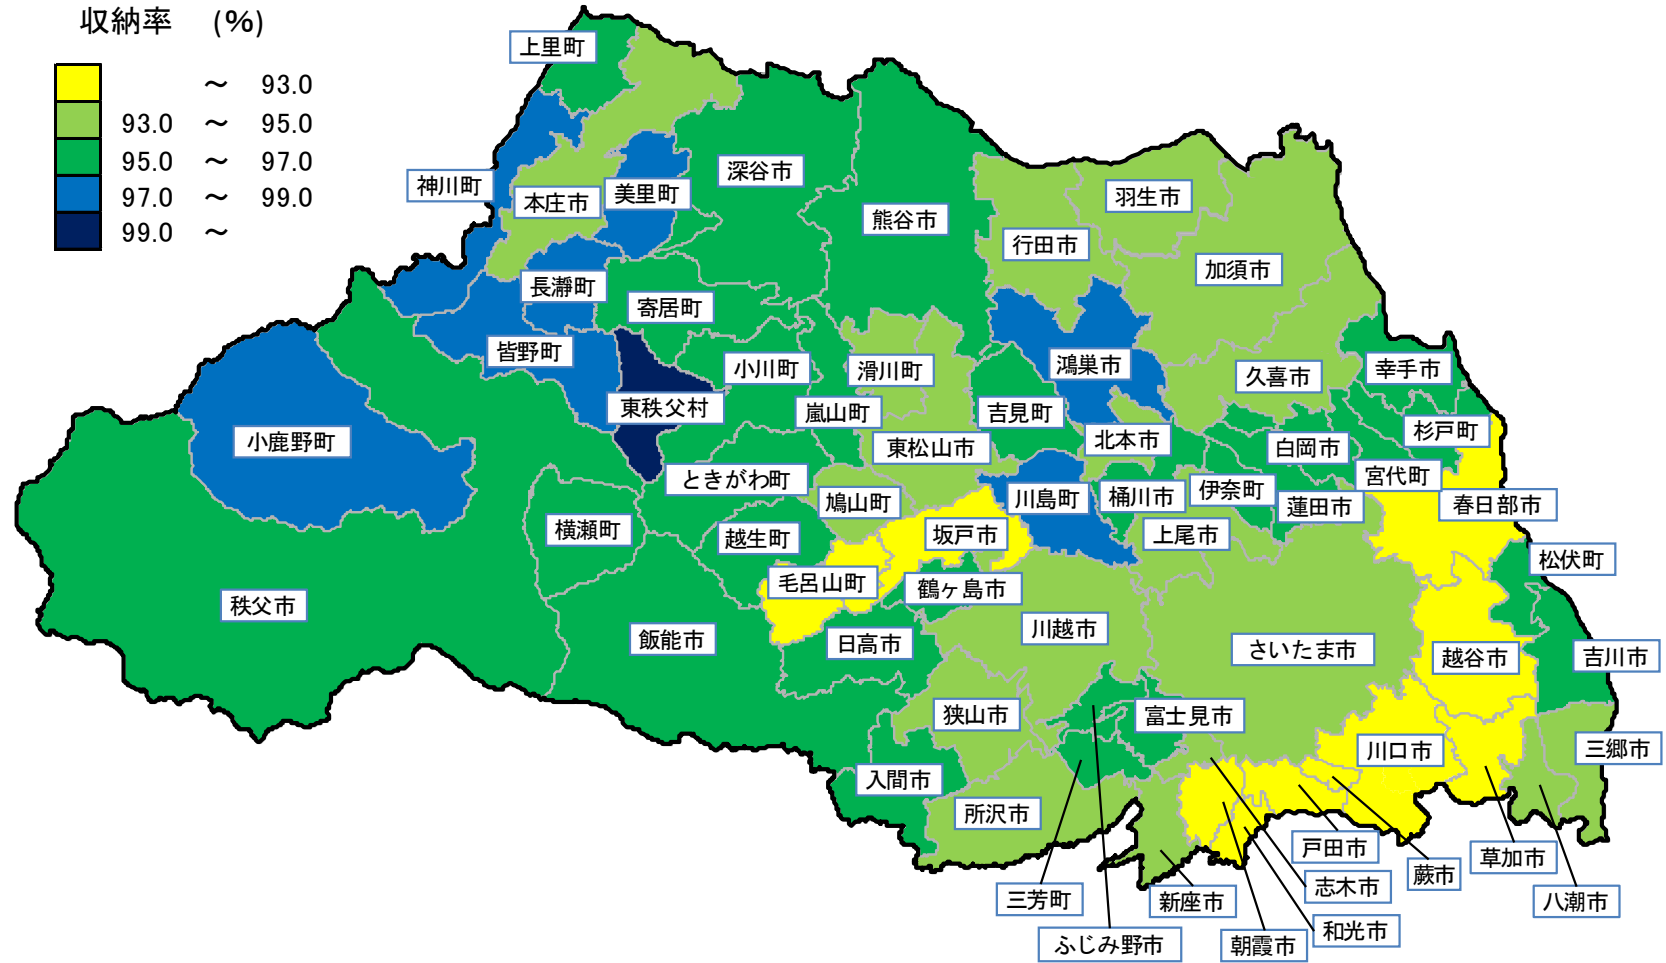 収納率 (%)
～ 93.0
93.0 ～ 95.0
95.0 ～ 97.0
97.0 ～ 99.0
99.0 ～
上里町
神川町
本庄市
美里町
深谷市
熊谷市
行田市
羽生市
加須市
長瀞町
寄居町
皆野町
小川町
滑川町
鴻巣市
久喜市
幸手市
東秩父村
嵐山町
吉見町
北本市
白岡市
杉戸町
小鹿野町
東松山市
ときがわ町
鳩山町
川島町
桶川市
伊奈町
宮代町
蓮田市
春日部市
横瀬町
越生町
坂戸市
上尾市
松伏町
毛呂山町
鶴ヶ島市
秩父市
飯能市
日高市
川越市
さいたま市
越谷市
吉川市
狭山市
富士見市
川口市
三郷市
入間市
所沢市
戸田市
蕨市
草加市
三芳町
新座市
志木市
八潮市
ふじみ野市
朝霞市
和光市